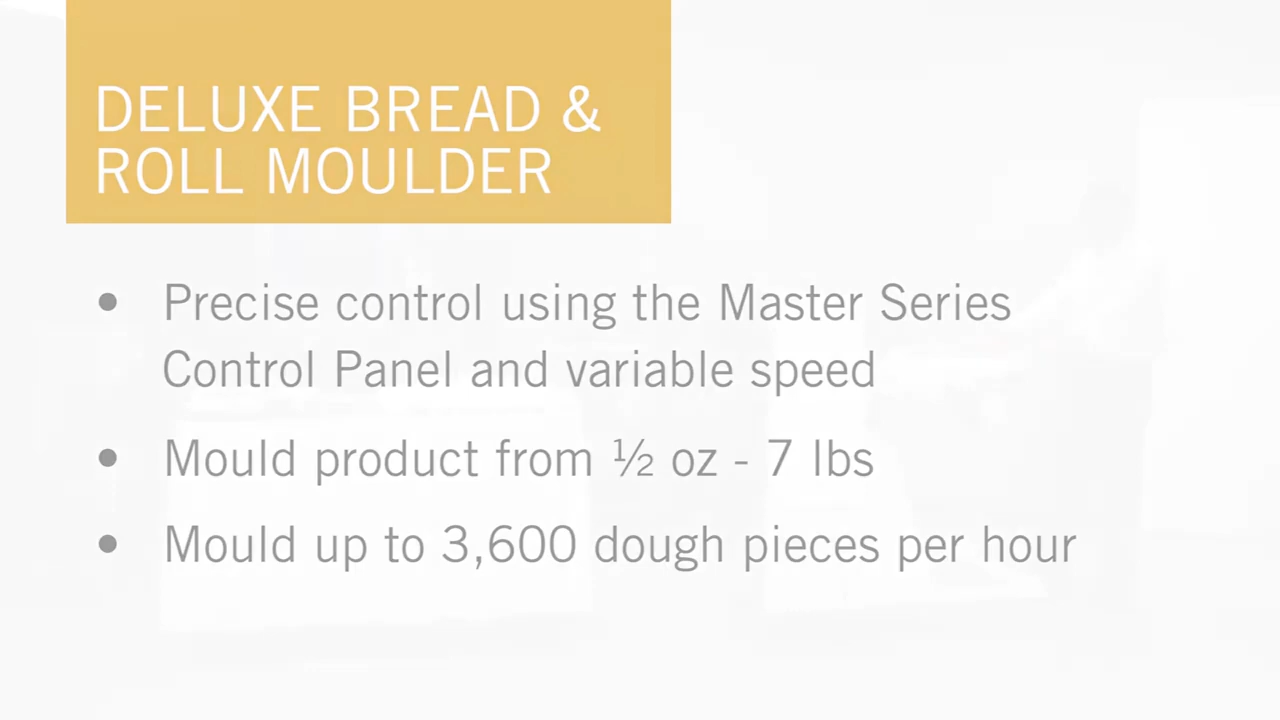 DELUXE BREAD &
ROLL MOULDER
• Precise control using the Master Series
Control Panel and variable speed
• Mould product from ½ oz - 7 lbs
• Mould up to 3,600 dough pieces per hour